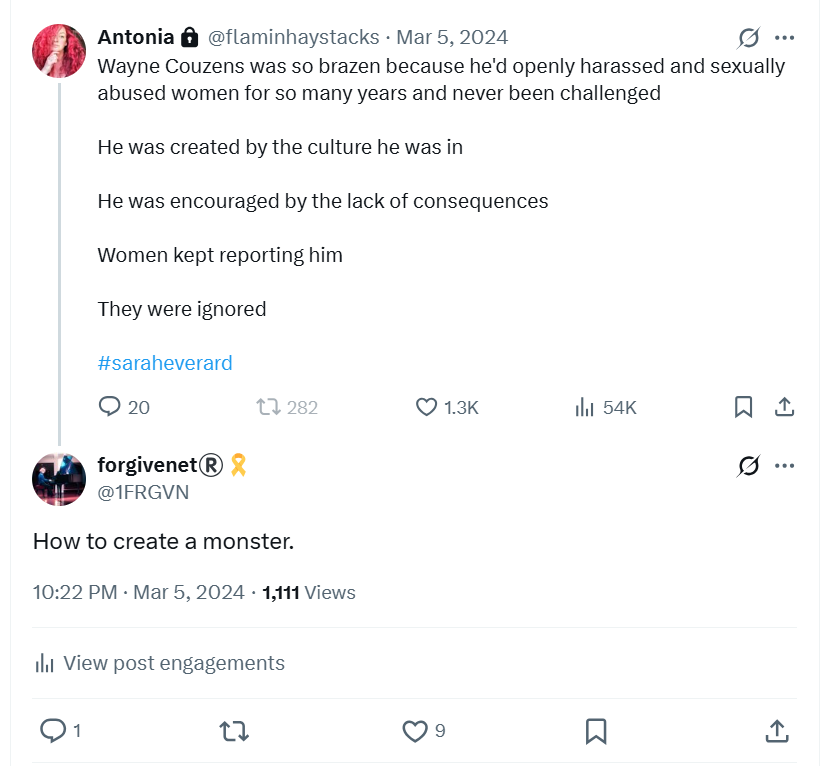 Antonia 🔒 @flaminhaystacks · Mar 5, 2024
Wayne Couzens was so brazen because he'd openly harassed and sexually
abused women for so many years and never been challenged
He was created by the culture he was in
He was encouraged by the lack of consequences
Women kept reporting him
They were ignored
#saraheverard
20 282 1.3K 54K
forgivenet®️🎗️
@1FRGVN
How to create a monster.
10:22 PM · Mar 5, 2024 · 1,111 Views
View post engagements
1 9